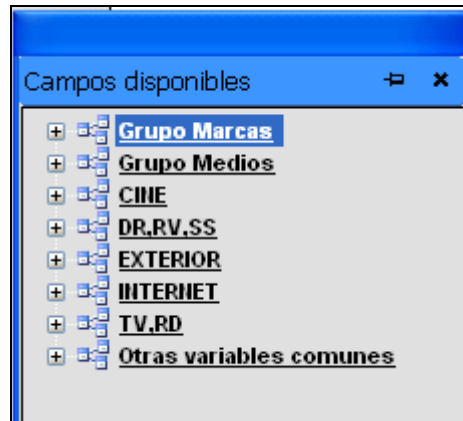 Campos disponibles
Grupo Marcas
Grupo Medios
CINE
DR,RV,SS
EXTERIOR
INTERNET
TV,RD
Otras variables comunes